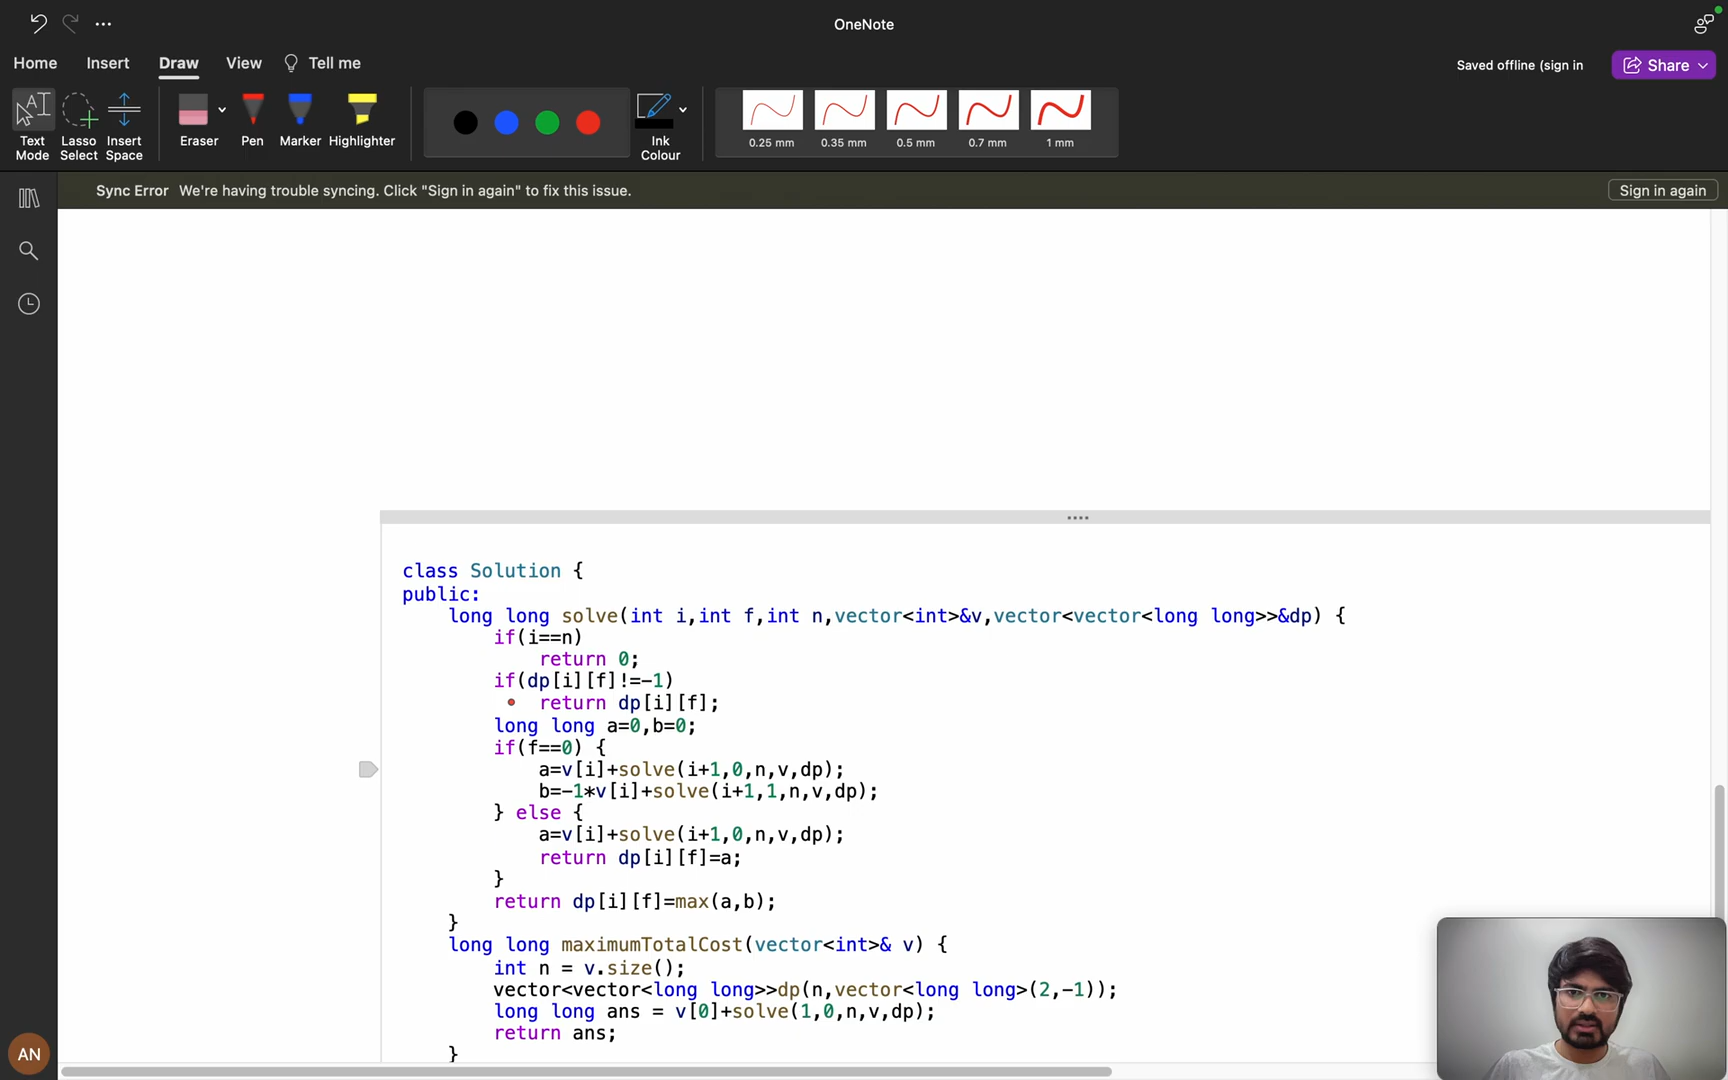 OneNote
Home Insert Draw View Tell me
Saved offline (sign in
Share
Text Mode
Lasso Select
Insert Space
Eraser
Pen
Marker
Highlighter
Ink Colour
0.25 mm
0.35 mm
0.5 mm
0.7 mm
1 mm
Sync Error We're having trouble syncing. Click "Sign in again" to fix this issue.
Sign in again
class Solution {
public:
    long long solve(int i,int f,int n,vector<int>&v,vector<vector<long long>>&dp) {
        if(i==n)
            return 0;
        if(dp[i][f]!=-1)
            return dp[i][f];
        long long a=0,b=0;
        if(f==0) {
            a=v[i]+solve(i+1,0,n,v,dp);
            b=-1*v[i]+solve(i+1,1,n,v,dp);
        } else {
            a=v[i]+solve(i+1,0,n,v,dp);
            return dp[i][f]=a;
        }
        return dp[i][f]=max(a,b);
    }
    long long maximumTotalCost(vector<int>& v) {
        int n = v.size();
        vector<vector<long long>>dp(n,vector<long long>(2,-1));
        long long ans = v[0]+solve(1,0,n,v,dp);
        return ans;
    }
AN